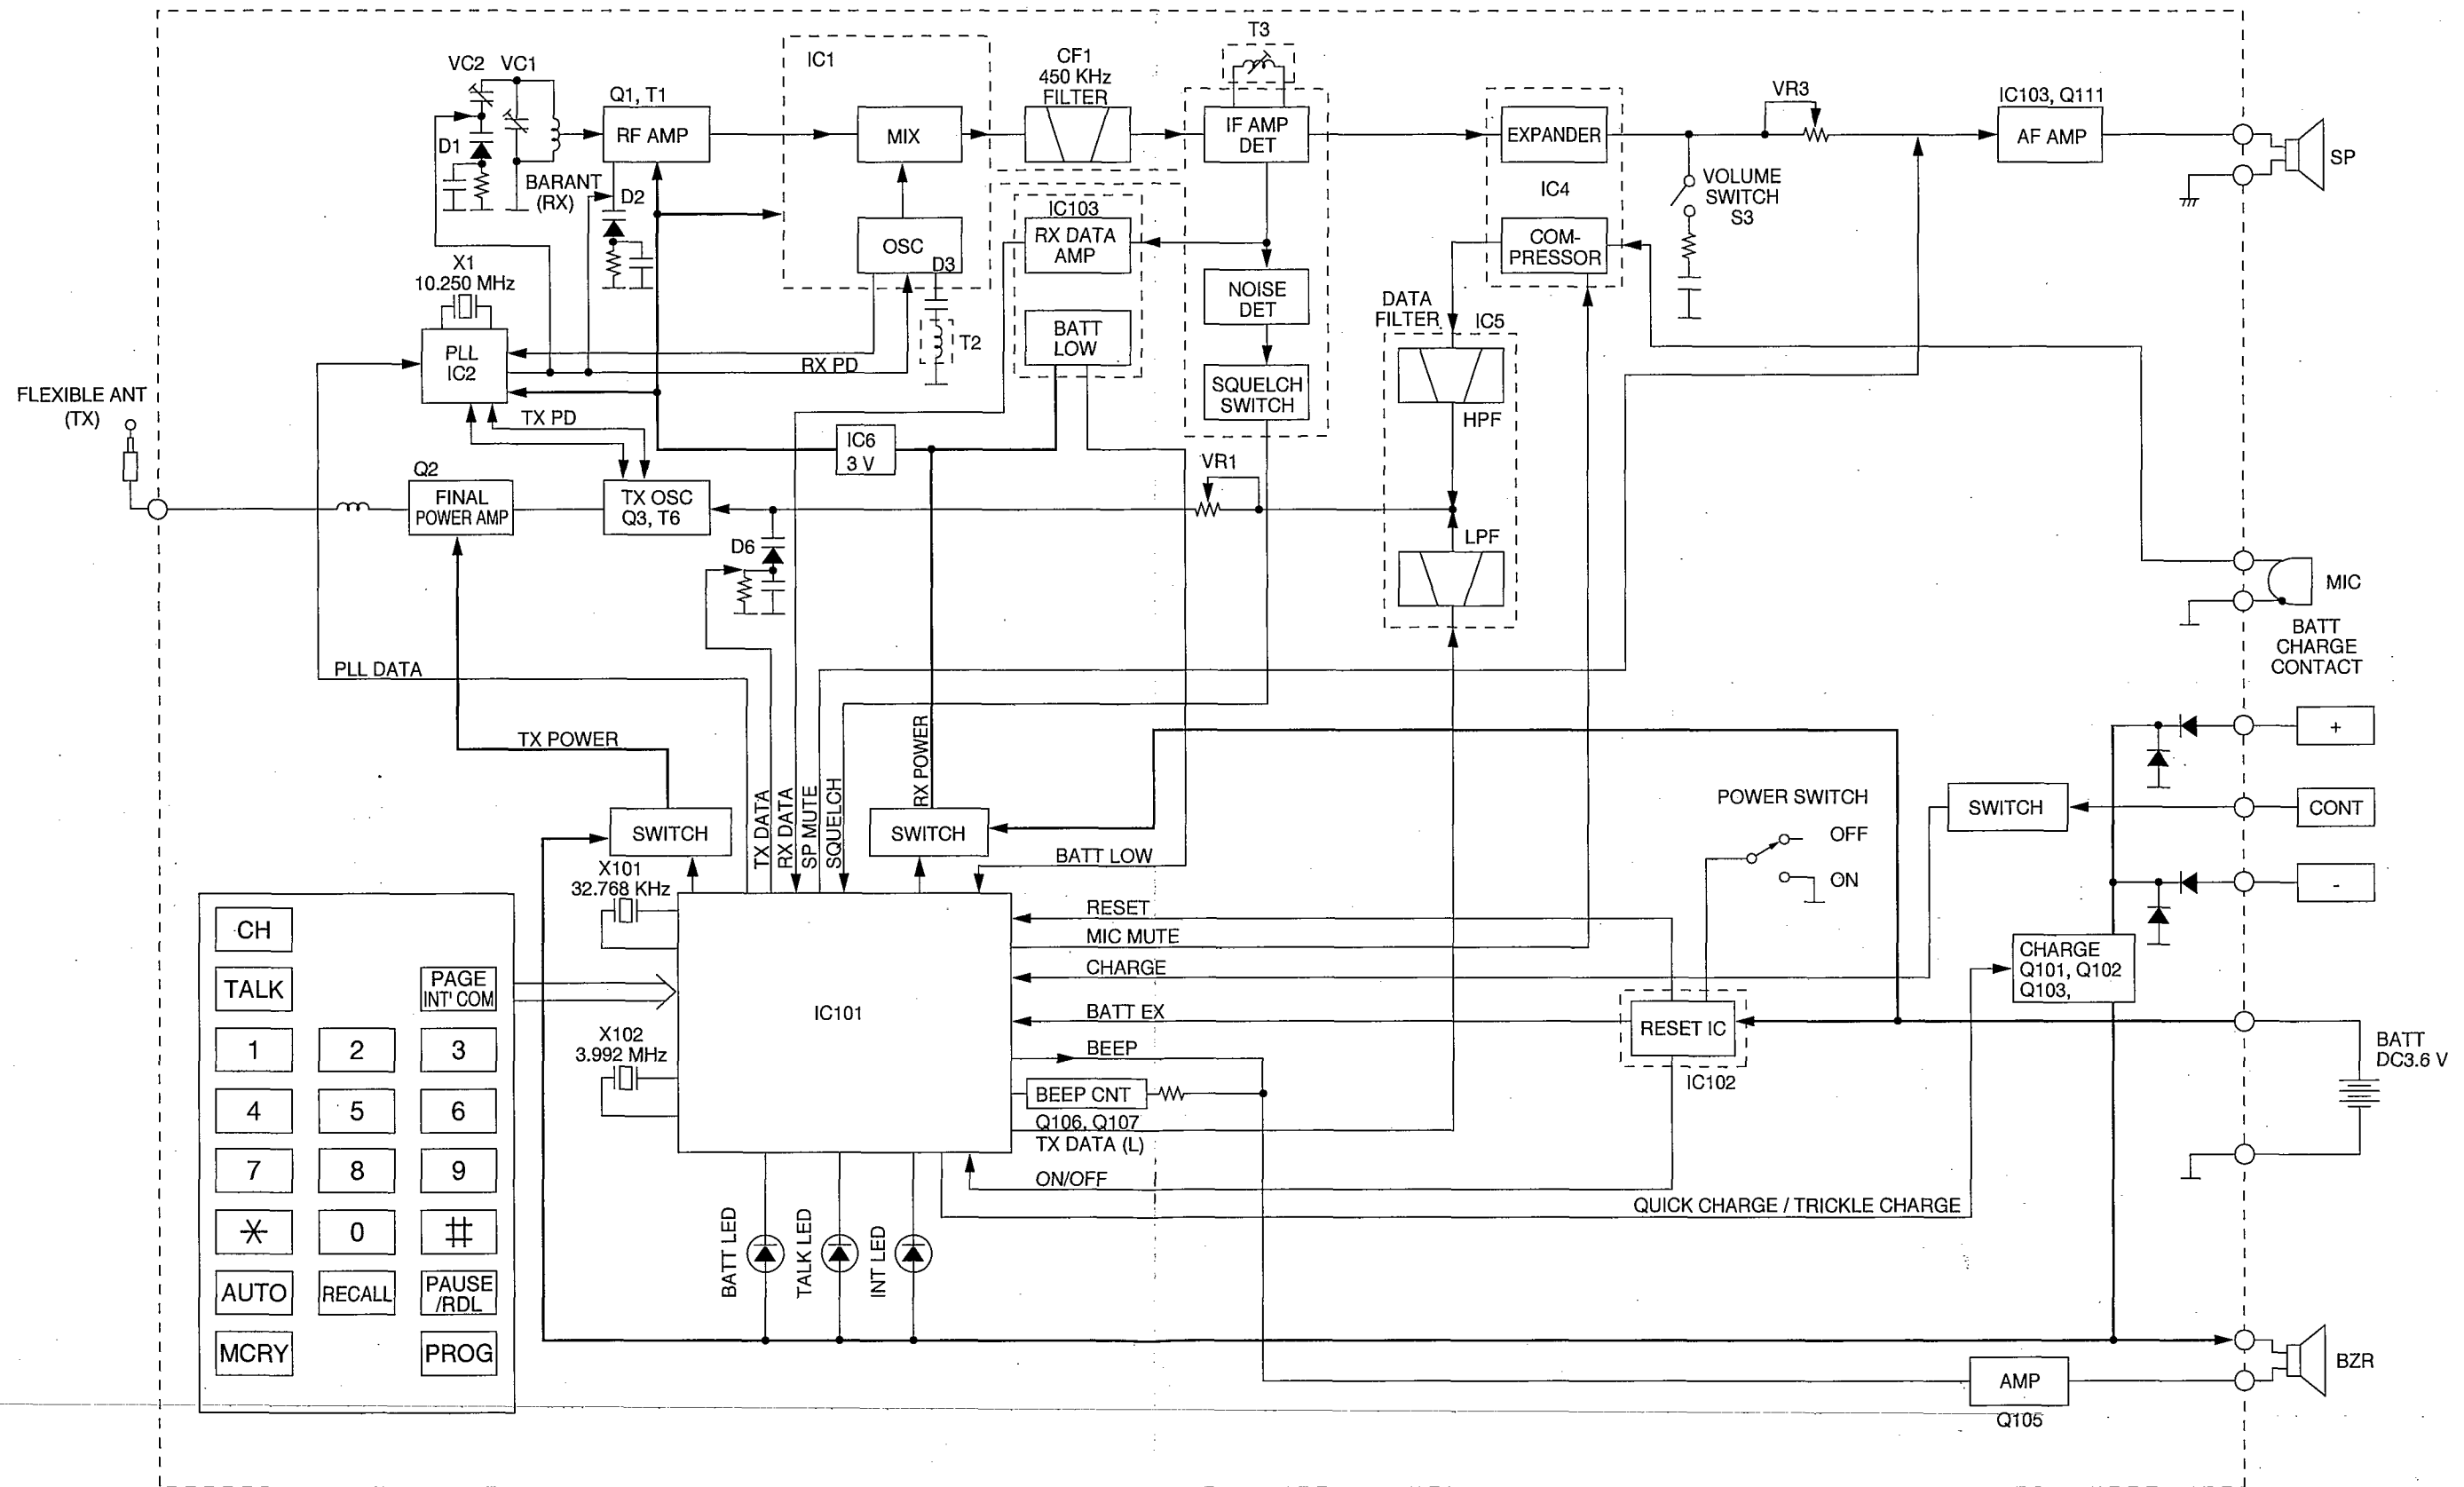 T3
VC2 VC1
IC1
CF1
450 KHz
FILTER
Q1, T1
RF AMP
MIX
IF AMP
DET
EXPANDER
VR3
IC103, Q111
AF AMP
SP
D1
BARANT
(RX)
D2
IC103
RX DATA
AMP
IC4
VOLUME
SWITCH
S3
OSC
D3
COM-
PRESSOR
X1
10.250 MHz
NOISE
DET
DATA
FILTER
IC5
BATT
LOW
T2
PLL
IC2
RX PD
SQUELCH
SWITCH
HPF
FLEXIBLE ANT
(TX)
TX PD
IC6
3 V
VR1
Q2
FINAL
POWER AMP
TX OSC
Q3, T6
D6
LPF
MIC
BATT
CHARGE
CONTACT
PLL DATA
TX POWER
TX DATA
RX DATA
SP MUTE
SQUELCH
RX POWER
+
POWER SWITCH
SWITCH
CONT
SWITCH
SWITCH
OFF
ON
BATT LOW
X101
32.768 KHz
-
RESET
MIC MUTE
CHARGE
CHARGE
Q101, Q102
Q103,
CH
TALK
PAGE
INT' COM
IC101
BATT EX
RESET IC
IC102
X102
3.992 MHz
BEEP
BATT
DC3.6 V
1 2 3
BEEP CNT
Q106, Q107
TX DATA (L)
4 5 6
7 8 9
ON/OFF
QUICK CHARGE / TRICKLE CHARGE
* 0 #
BATT LED
TALK LED
INT LED
AUTO RECALL PAUSE
/RDL
MCRY PROG
BZR
AMP
Q105